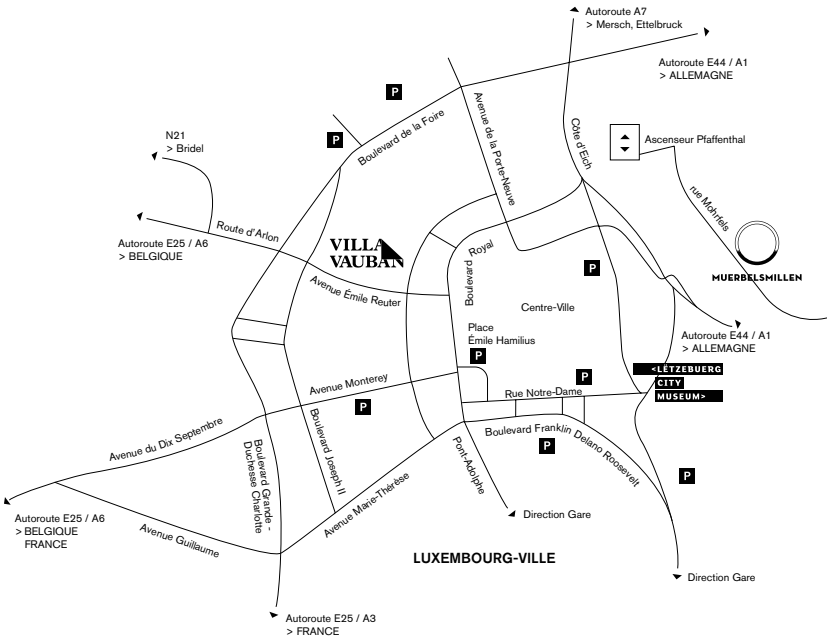 Autoroute A7
> Mersch, Ettelbruck
Autoroute E44 / A1
> ALLEMAGNE
P
Boulevard de la Foire
Avenue de la Porte-Neuve
Côte d'Eich
P
N21
> Bridel
Ascenseur Pfaffenthal
rue Mohrfels
Route d'Arlon
Autoroute E25 / A6
> BELGIQUE
VILLA
VAUBAN
Boulevard Royal
MUERBELSMILLEN
P
Avenue Émile Reuter
Centre-Ville
Place
Émile Hamilius
P
Autoroute E44 / A1
> ALLEMAGNE
<LËTZEBUERG
CITY
MUSEUM>
P
Avenue Monterey
Rue Notre-Dame
P
Avenue du Dix Septembre
Boulevard Grande -
Duchesse Charlotte
Boulevard Joseph II
Avenue Marie-Thérèse
Pont-Adolphe
Boulevard Franklin Delano Roosevelt
P
P
Autoroute E25 / A6
> BELGIQUE
FRANCE
Avenue Guillaume
Direction Gare
LUXEMBOURG-VILLE
Direction Gare
Autoroute E25 / A3
> FRANCE